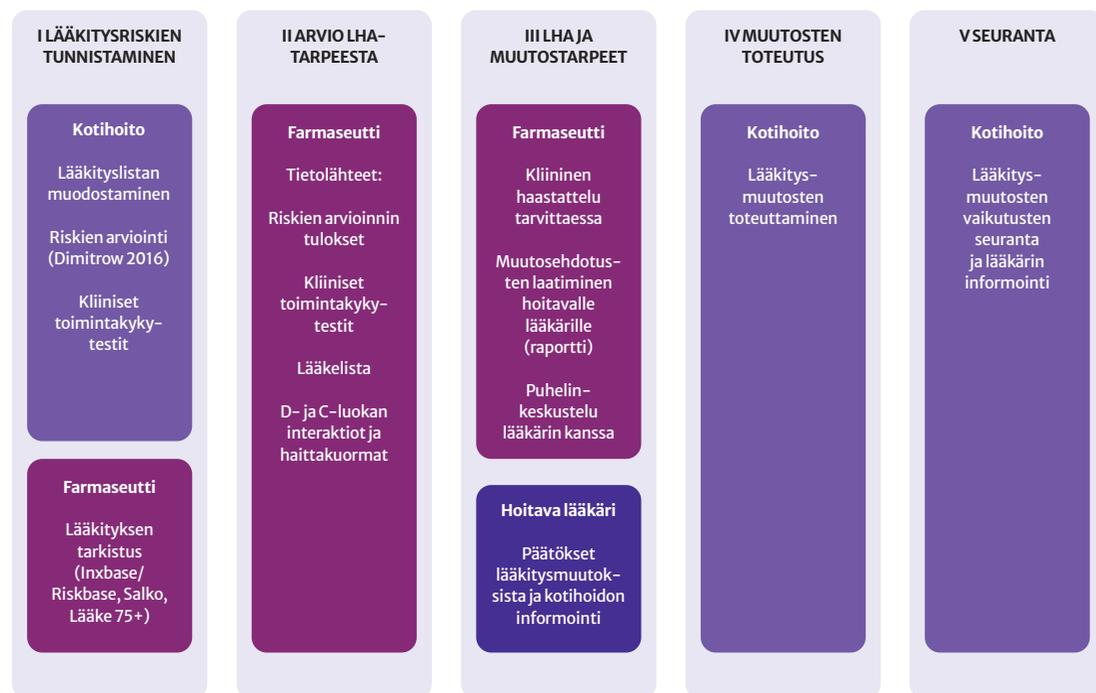 I LÄÄKITYSRISKIEN
TUNNISTAMINEN
Kotihoito
Lääkityslistan
muodostaminen
Riskien arviointi
(Dimitrow 2016)
Kliiniset
toimintakyky-
testit
Farmaseutti
Lääkityksen
tarkistus
(Inxbase/
Riskbase, Salko,
Lääke 75+)
II ARVIO LHA-
TARPEESTA
Farmaseutti
Tietolähteet:
Riskien arvioinnin
tulokset
Kliiniset
toimintakyky-
testit
Lääkelista
D- ja C-luokan
interaktiot ja
haittakuormat
III LHA JA
MUUTOSTARPEET
Farmaseutti
Kliininen
haastattelu
tarvittaessa
Muutosehdotus-
ten laatiminen
hoitavalle
lääkärille
(raportti)
Puhelin-
keskustelu
lääkärin kanssa
Hoitava lääkäri
Päätökset
lääkitysmuutok-
sista ja kotihoidon
informointi
IV MUUTOSTEN
TOTEUTUS
Kotihoito
Lääkitys-
muutosten
toteuttaminen
V SEURANTA
Kotihoito
Lääkitys-
muutosten
vaikutusten
seuranta
ja lääkärin
informointi